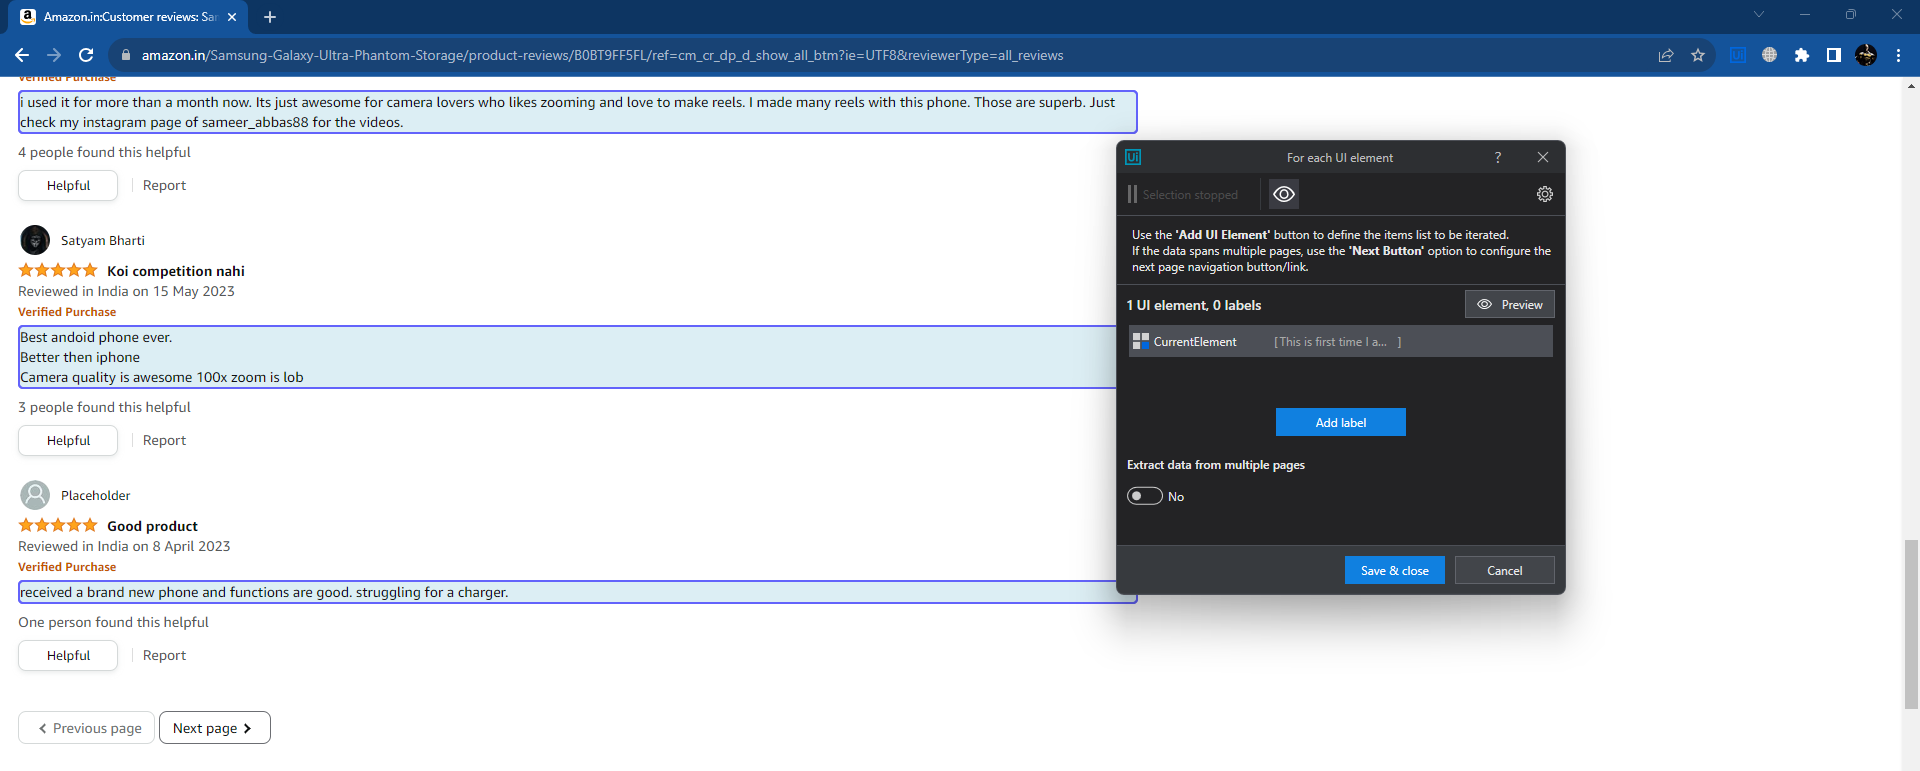 Amazon.in:Customer reviews: Sar
amazon.in/Samsung-Galaxy-Ultra-Phantom-Storage/product-reviews/B0BT9FF5FL/ref=cm_cr_dp_d_show_all_btm?ie=UTF8&reviewerType=all_reviews
Verified Purchase
i used it for more than a month now. Its just awesome for camera lovers who likes zooming and love to make reels. I made many reels with this phone. Those are superb. Just
check my instagram page of sameer_abbas88 for the videos.
4 people found this helpful
Helpful
Report
Satyam Bharti
Koi competition nahi
Reviewed in India on 15 May 2023
Verified Purchase
Best andoid phone ever.
Better then iphone
Camera quality is awesome 100x zoom is lob
3 people found this helpful
Helpful
Report
Placeholder
Good product
Reviewed in India on 8 April 2023
Verified Purchase
received a brand new phone and functions are good. struggling for a charger.
One person found this helpful
Helpful
Report
Previous page
Next page
Ui
For each UI element
?
Selection stopped
Use the 'Add UI Element' button to define the items list to be iterated.
If the data spans multiple pages, use the 'Next Button' option to configure the
next page navigation button/link.
1 UI element, 0 labels
Preview
CurrentElement
[ This is first time I a... ]
Add label
Extract data from multiple pages
No
Save & close
Cancel